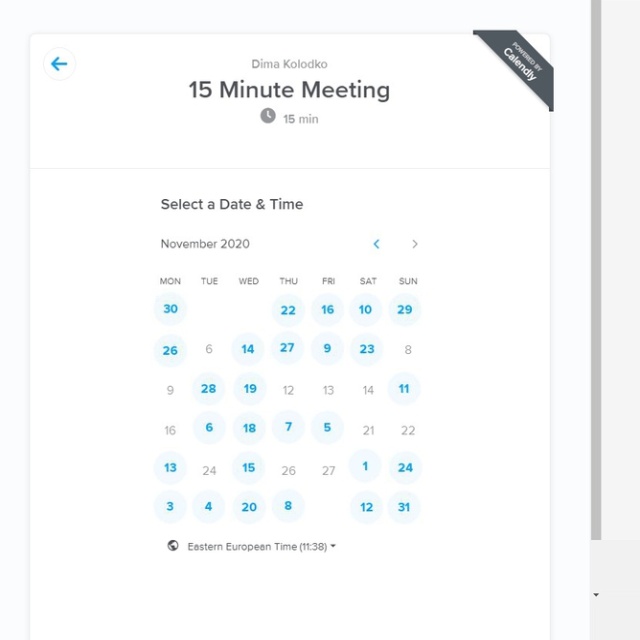 POWERED BY
Calendly
Dima Kolodko
15 Minute Meeting
15 min
Select a Date & Time
November 2020
MON TUE WED THU FRI SAT SUN
30 22 16 10 29
26 6 14 27 9 23 8
9 28 19 12 13 14 11
16 6 18 7 5 21 22
13 24 15 26 27 1 24
3 4 20 8 12 31
Eastern European Time (11:38)